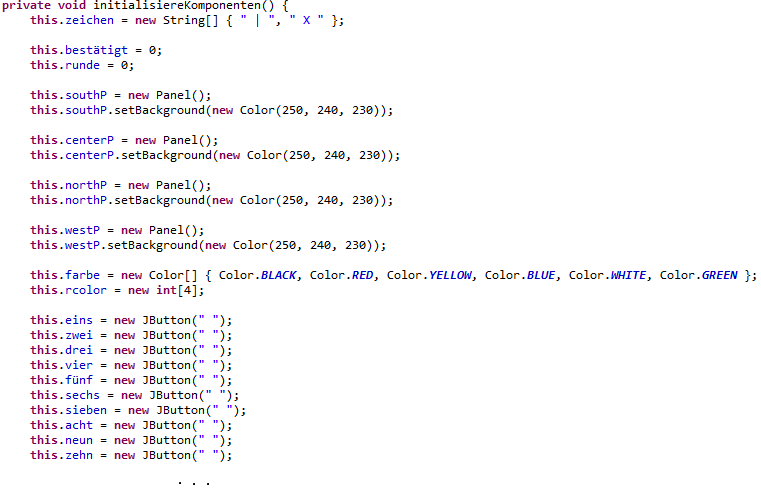 private void initialisiereKomponenten() {
this.zeichen = new String[] { " | ", " X " };
this.bestätigt = 0;
this.runde = 0;
this.southP = new Panel();
this.southP.setBackground(new Color(250, 240, 230));
this.centerP = new Panel();
this.centerP.setBackground(new Color(250, 240, 230));
this.northP = new Panel();
this.northP.setBackground(new Color(250, 240, 230));
this.westP = new Panel();
this.westP.setBackground(new Color(250, 240, 230));
this.farbe = new Color[] { Color.BLACK, Color.RED, Color.YELLOW, Color.BLUE, Color.WHITE, Color.GREEN };
this.rcolor = new int[4];
this.eins = new JButton(" ");
this.zwei = new JButton(" ");
this.drei = new JButton(" ");
this.vier = new JButton(" ");
this.fünf = new JButton(" ");
this.sechs = new JButton(" ");
this.sieben = new JButton(" ");
this.acht = new JButton(" ");
this.neun = new JButton(" ");
this.zehn = new JButton(" ");
. . .